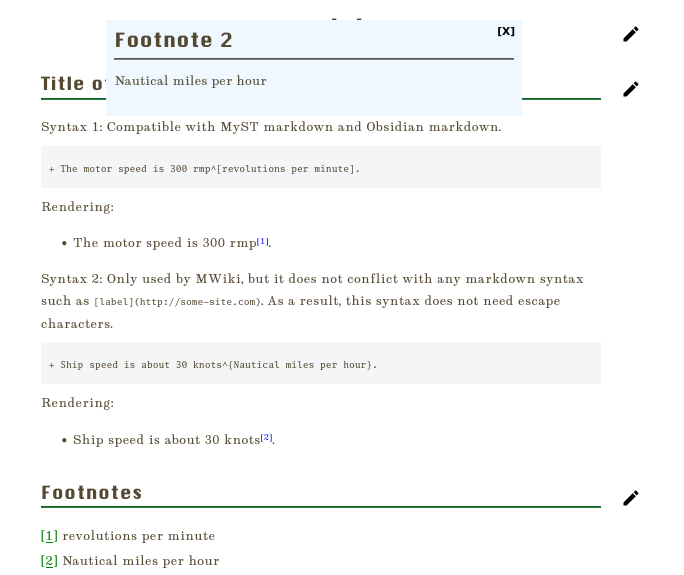 Footnote 2
[X]
Nautical miles per hour
Title
Syntax 1: Compatible with MyST markdown and Obsidian markdown.
+ The motor speed is 300 rmp^[revolutions per minute].
Rendering:
• The motor speed is 300 rmp[1].
Syntax 2: Only used by MWiki, but it does not conflict with any markdown syntax
such as [label](http://some-site.com). As a result, this syntax does not need escape
characters.
+ Ship speed is about 30 knots^{Nautical miles per hour}.
Rendering:
• Ship speed is about 30 knots[2].
Footnotes
[1] revolutions per minute
[2] Nautical miles per hour